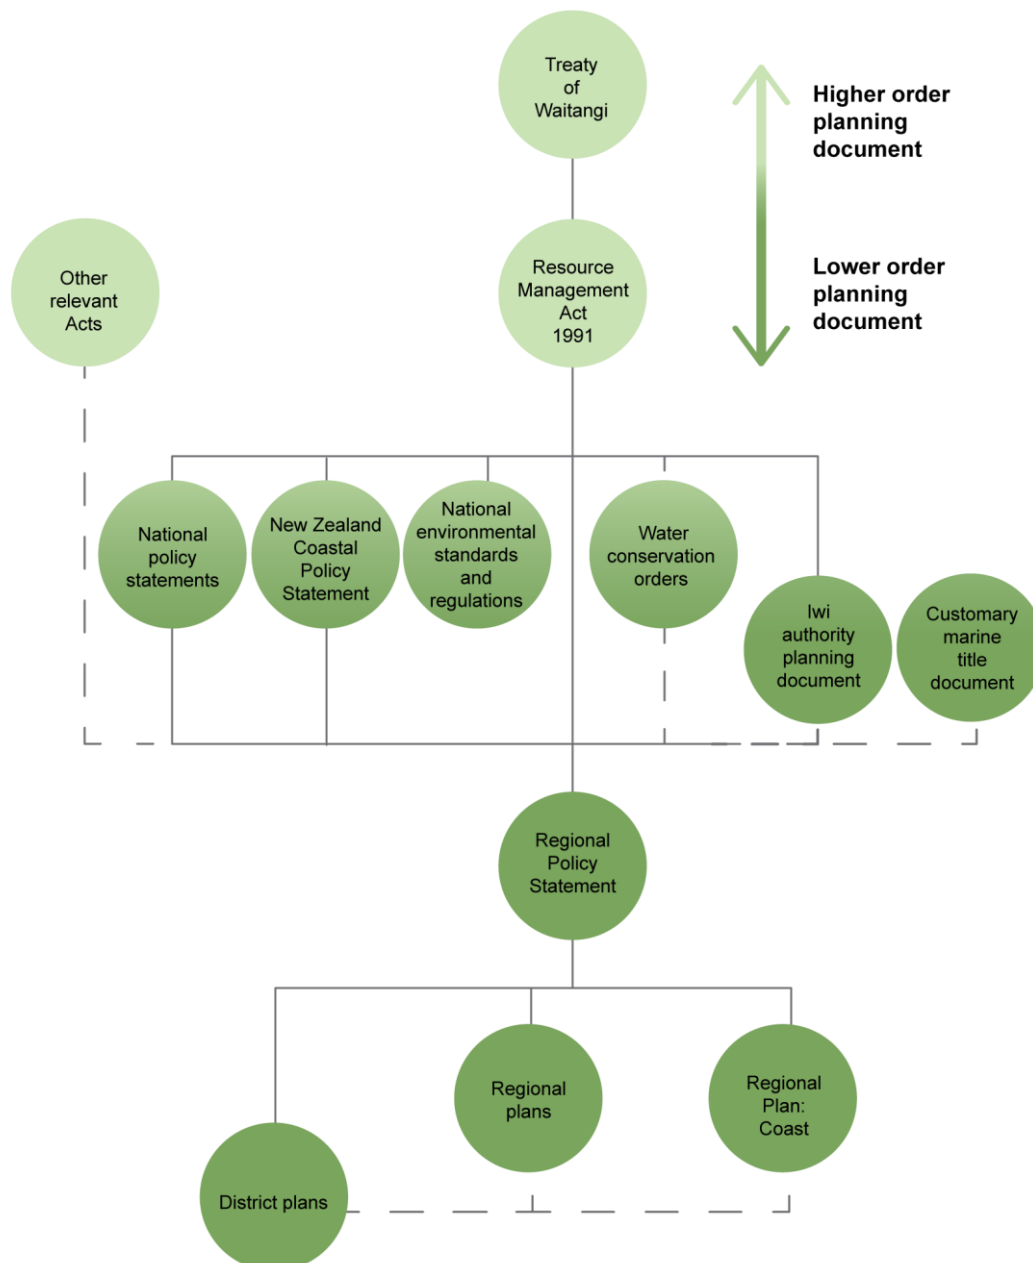 Treaty
of
Waitangi
Higher order
planning
document
Other
relevant
Acts
Resource
Management
Act
1991
Lower order
planning
document
National
policy
statements
New Zealand
Coastal
Policy
Statement
National
environmental
standards
and
regulations
Water
conservation
orders
Iwi
authority
planning
document
Customary
marine
title
document
Regional
Policy
Statement
District plans
Regional
plans
Regional
Plan:
Coast